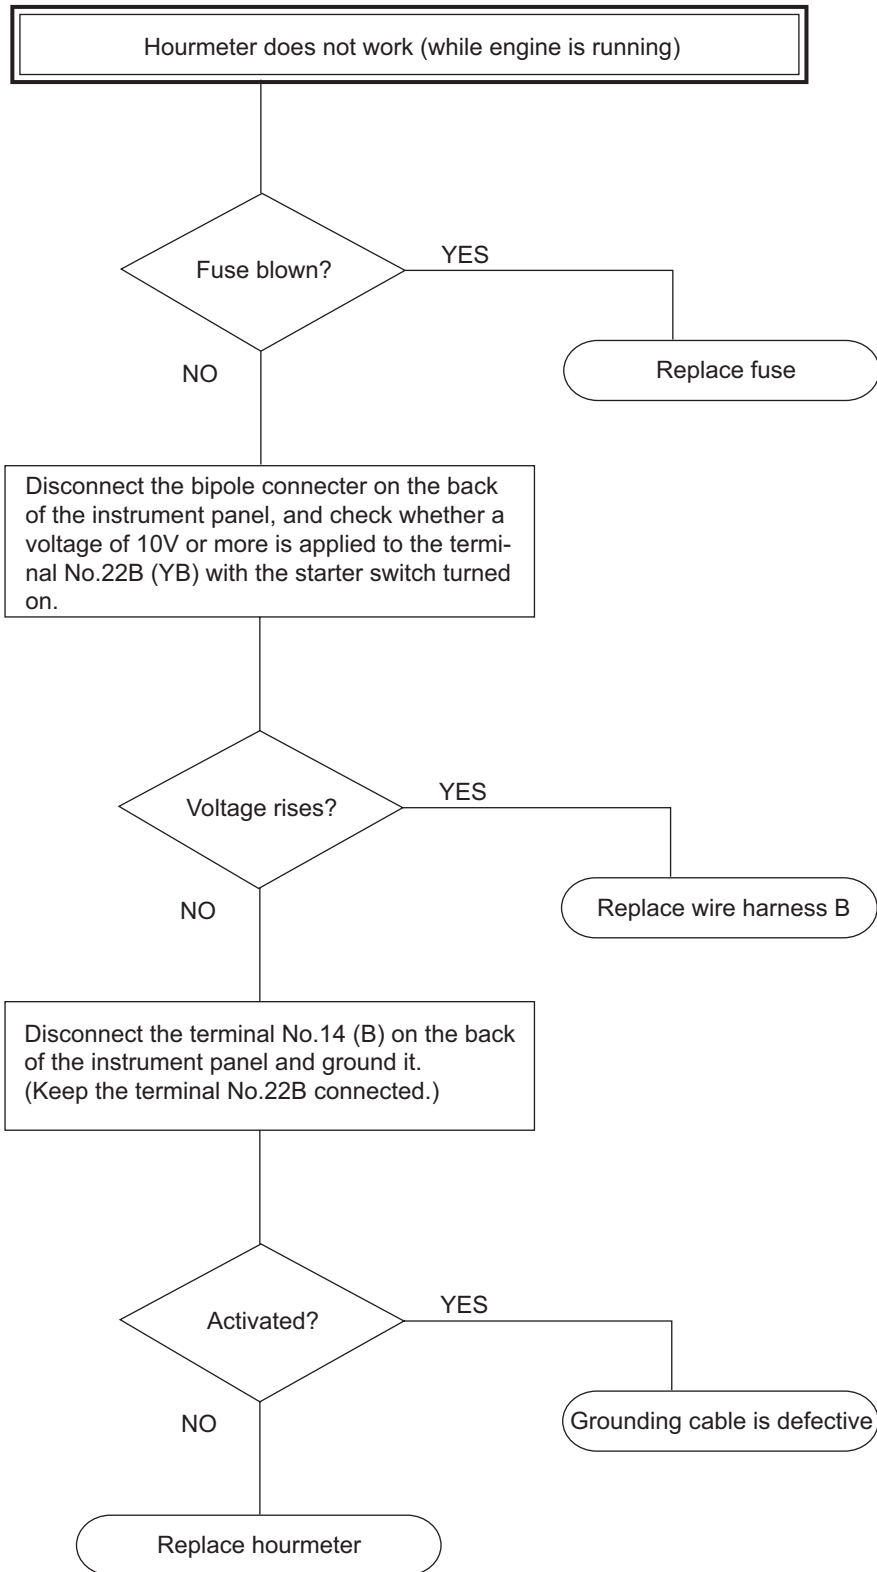 Hourmeter does not work (while engine is running)
Fuse blown?
YES
Replace fuse
NO
Disconnect the bipole connecter on the back
of the instrument panel, and check whether a
voltage of 10V or more is applied to the termi-
nal No.22B (YB) with the starter switch turned
on.
Voltage rises?
YES
Replace wire harness B
NO
Disconnect the terminal No.14 (B) on the back
of the instrument panel and ground it.
(Keep the terminal No.22B connected.)
Activated?
YES
Grounding cable is defective
NO
Replace hourmeter